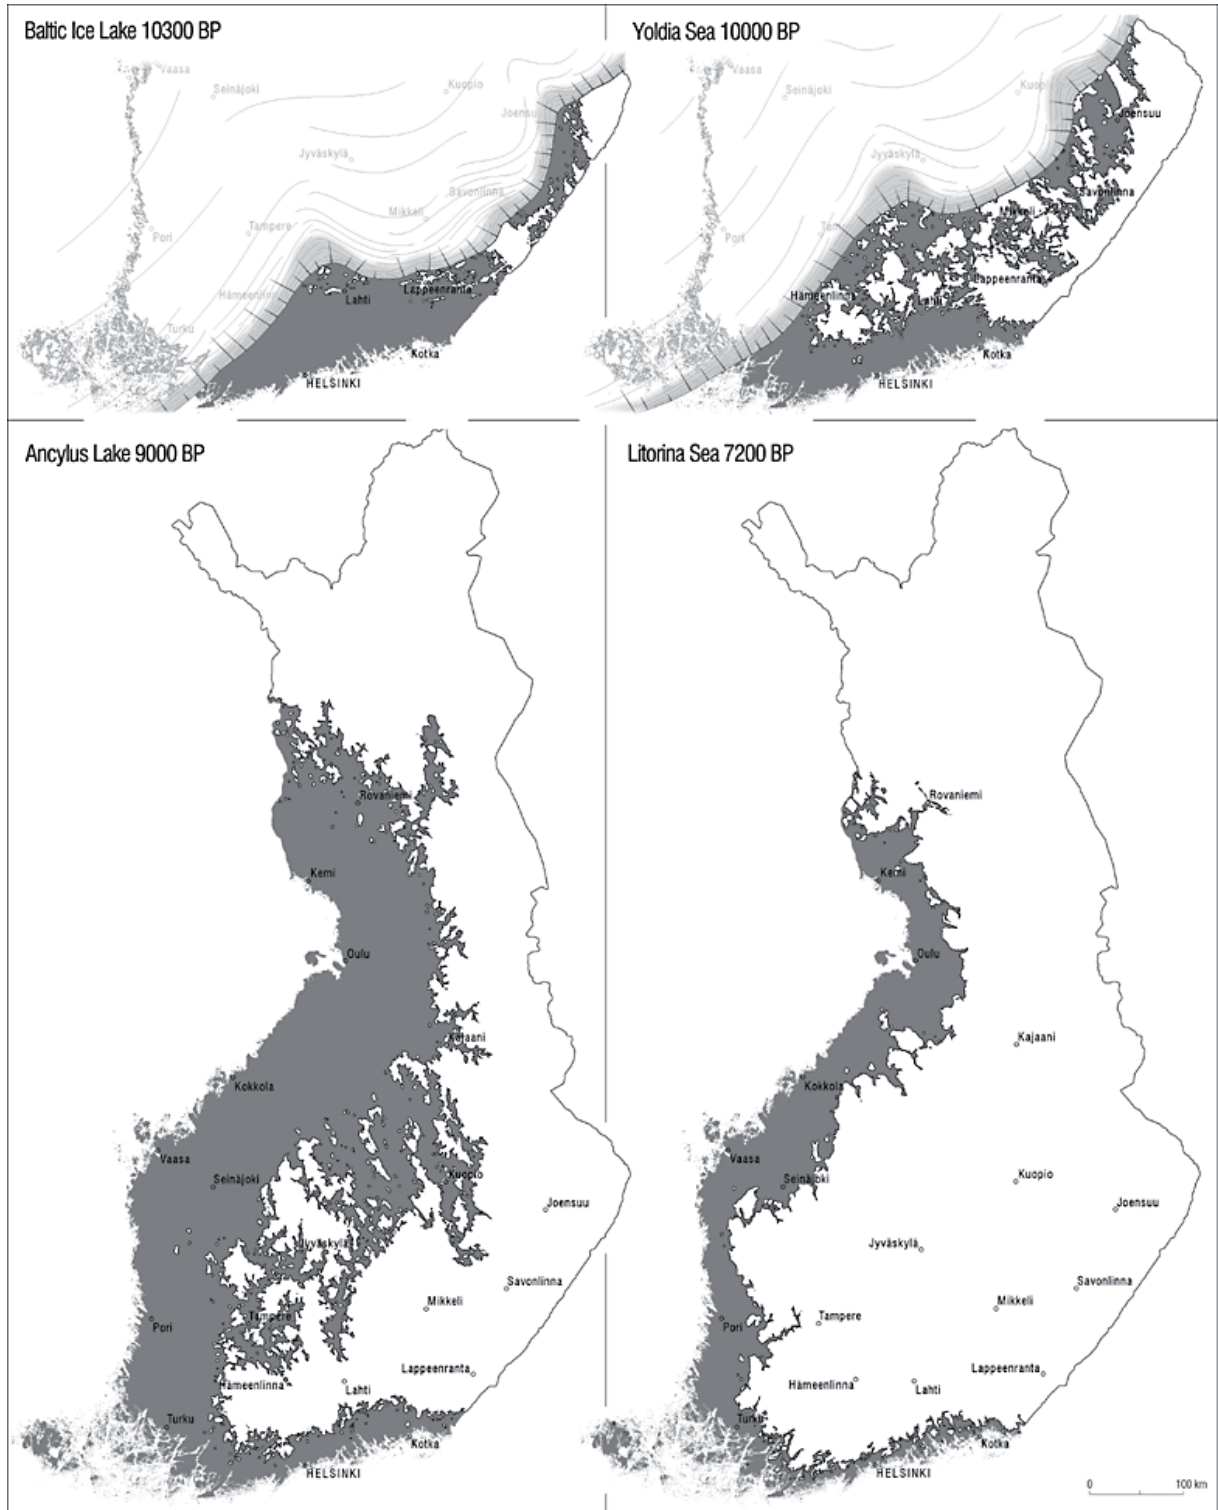 Baltic Ice Lake 10300 BP
Vaasa
Seinäjoki
Kuopio
Joensuu
Jyväskylä
Savonlinna
Mikkeli
Tampere
Pori
Hämeenlinna
Lahti
Lappeenranta
Turku
Kotka
HELSINKI
Yoldia Sea 10000 BP
Vaasa
Seinäjoki
Kuopio
Joensuu
Jyväskylä
Savonlinna
Mikkeli
Tam
Pori
Lappeenranta
Hämeenlinna
Lahti
Kotka
HELSINKI
Ancylus Lake 9000 BP
Rovaniemi
Kemi
Oulu
Kajaani
Kokkola
Vaasa
Seinäjoki
Kuopio
Joensuu
Jyväskylä
Savonlinna
Mikkeli
Tampere
Pori
Lappeenranta
Hämeenlinna
Lahti
Turku
Kotka
HELSINKI
Litorina Sea 7200 BP
Rovaniemi
Kemi
Oulu
Kajaani
Kokkola
Vaasa
Seinäjoki
Kuopio
Joensuu
Jyväskylä
Savonlinna
Mikkeli
Tampere
Pori
Lappeenranta
Hämeenlinna
Lahti
Turku
Kotka
HELSINKI
0 100 km